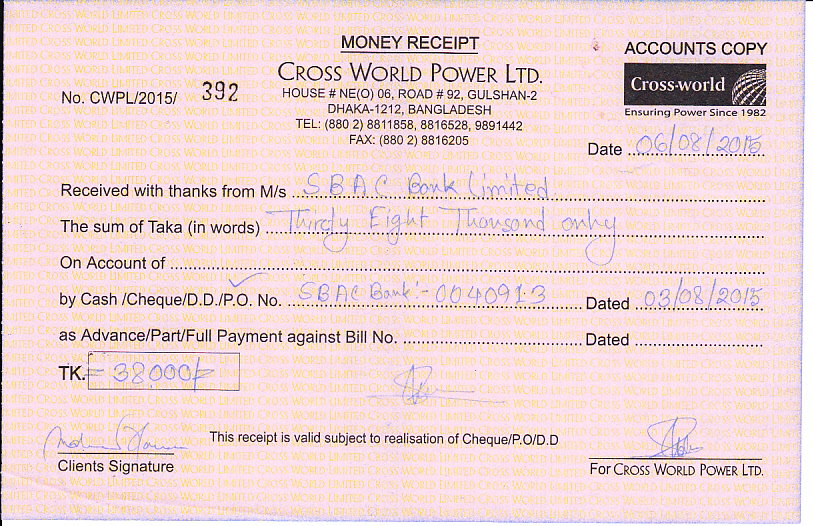 MONEY RECEIPT
ACCOUNTS COPY
CROSS WORLD POWER LTD.
Cross-world
Ensuring Power Since 1982
No. CWPL/2015/ 392
HOUSE # NE(O) 06, ROAD # 92, GULSHAN-2
DHAKA-1212, BANGLADESH
TEL: (880 2) 8811858, 8816528, 9891442
FAX: (880 2) 8816205
Date 06/08/2015
Received with thanks from M/s SBAC Bank Limited
The sum of Taka (in words) Thirdy Eight Thousand only
On Account of
by Cash /Cheque/D.D./P.O. No. SBAC Bank:- 0040913 Dated 03/08/2015
as Advance/Part/Full Payment against Bill No. Dated
TK. = 38000/=
This receipt is valid subject to realisation of Cheque/P.O/D.D
Clients Signature
For CROSS WORLD POWER LTD.